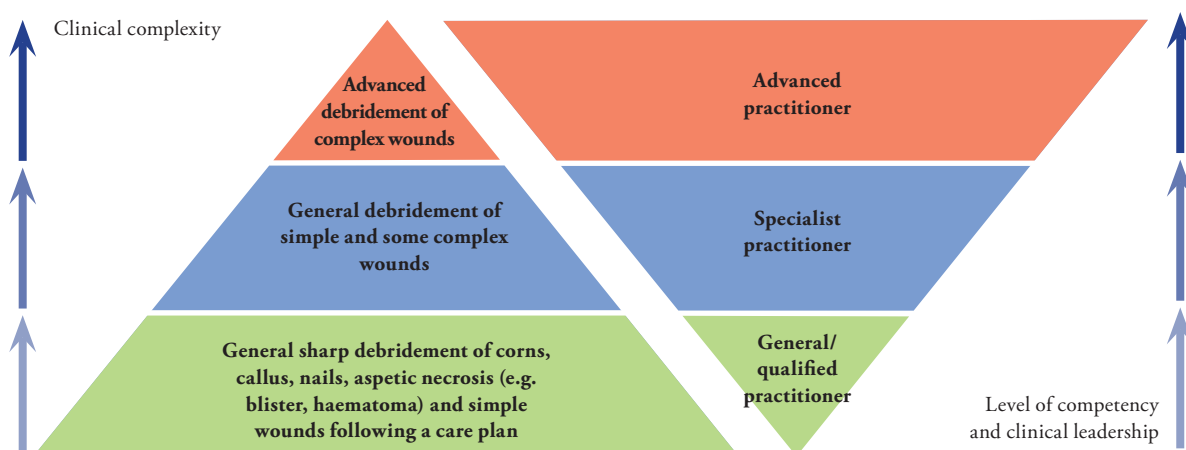 Clinical complexity
Advanced
debridement of
complex wounds
Advanced
practitioner
General debridement of
simple and some complex
wounds
Specialist
practitioner
General sharp debridement of corns,
callus, nails, aspetic necrosis (e.g.
blister, haematoma) and simple
wounds following a care plan
General/
qualified
practitioner
Level of competency
and clinical leadership